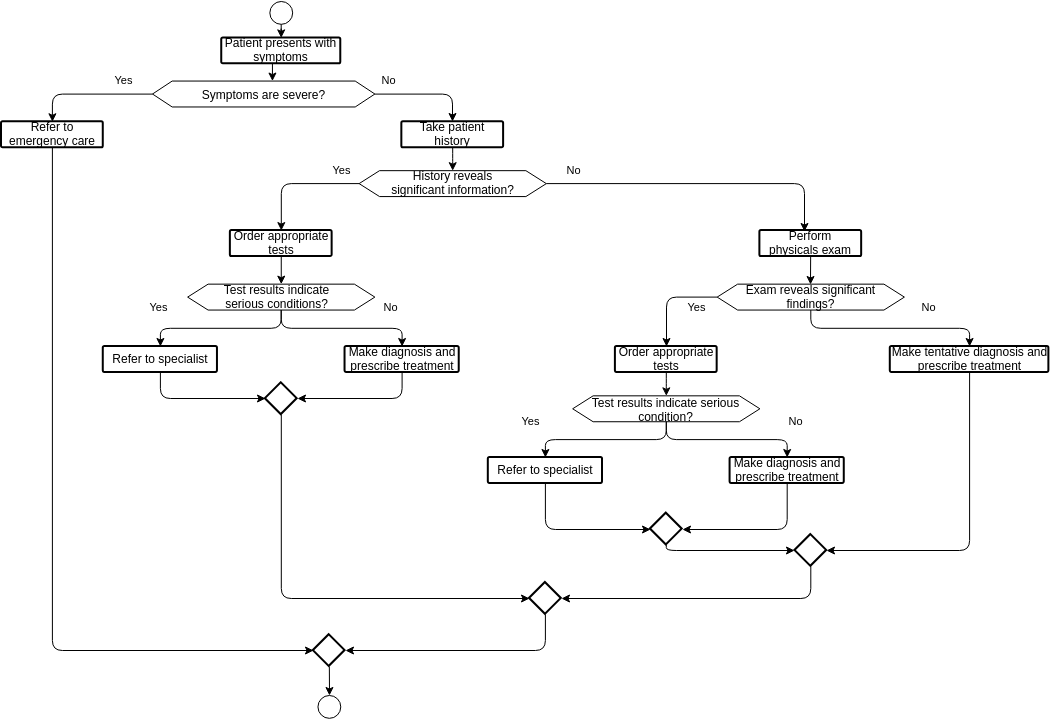 Patient presents with
symptoms
Yes
No
Symptoms are severe?
Refer to
emergency care
Take patient
history
Yes
No
History reveals
significant information?
Order appropriate
tests
Perform
physicals exam
Test results indicate
serious conditions?
Exam reveals significant
findings?
Yes
No
Yes
No
Refer to specialist
Make diagnosis and
prescribe treatment
Order appropriate
tests
Make tentative diagnosis and
prescribe treatment
Test results indicate serious
condition?
Yes
No
Refer to specialist
Make diagnosis and
prescribe treatment